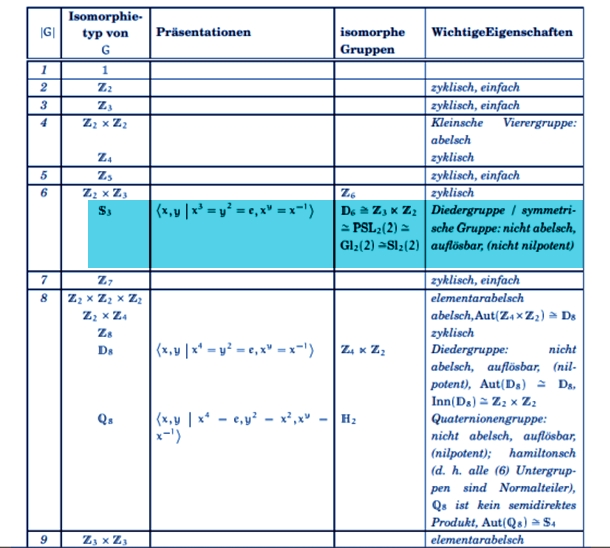 |G| Isomorphie-typ von G Präsentationen isomorphe Gruppen WichtigeEigenschaften
1 1
2 ℤ₂ zyklisch, einfach
3 ℤ₃ zyklisch, einfach
4 ℤ₂ × ℤ₂ Kleinsche Vierergruppe:
abelsch
ℤ₄ zyklisch
5 ℤ₅ zyklisch, einfach
6 ℤ₂ × ℤ₃ ℤ₆ zyklisch
𝕊₃ ⟨x,y | x³ = y² = e, xʸ = x⁻¹⟩ 𝔻₆ ≅ ℤ₃ ⋉ ℤ₂ Diedergruppe / symmetri-
≃ PSL₂(2) ≃ sche Gruppe: nicht abelsch,
Gl₂(2) ≃Sl₂(2) auflösbar, (nicht nilpotent)
7 ℤ₇ zyklisch, einfach
8 ℤ₂ × ℤ₂ × ℤ₂ elementarabelsch
ℤ₂ × ℤ₄ abelsch,Aut(ℤ₄×ℤ₂) ≅ 𝔻₈
ℤ₈ zyklisch
𝔻₈ ⟨x,y | x⁴ = y² = e, xʸ = x⁻¹⟩ ℤ₄ ⋉ ℤ₂ Diedergruppe: nicht
abelsch, auflösbar, (nil-
potent), Aut(𝔻₈) ≃ 𝔻₈,
Inn(𝔻₈) ≃ ℤ₂ × ℤ₂
Q₈ ⟨x,y | x⁴ − e,y² − x²,xʸ − ℍ₂ Quaternionengruppe:
x⁻¹⟩ nicht abelsch, auflösbar,
(nilpotent); hamiltonsch
(d. h. alle (6) Untergrup-
pen sind Normalteiler),
Q₈ ist kein semidirektes
Produkt, Aut(Q₈) ≅ 𝕊₄
9 ℤ₃ × ℤ₃ elementarabelsch